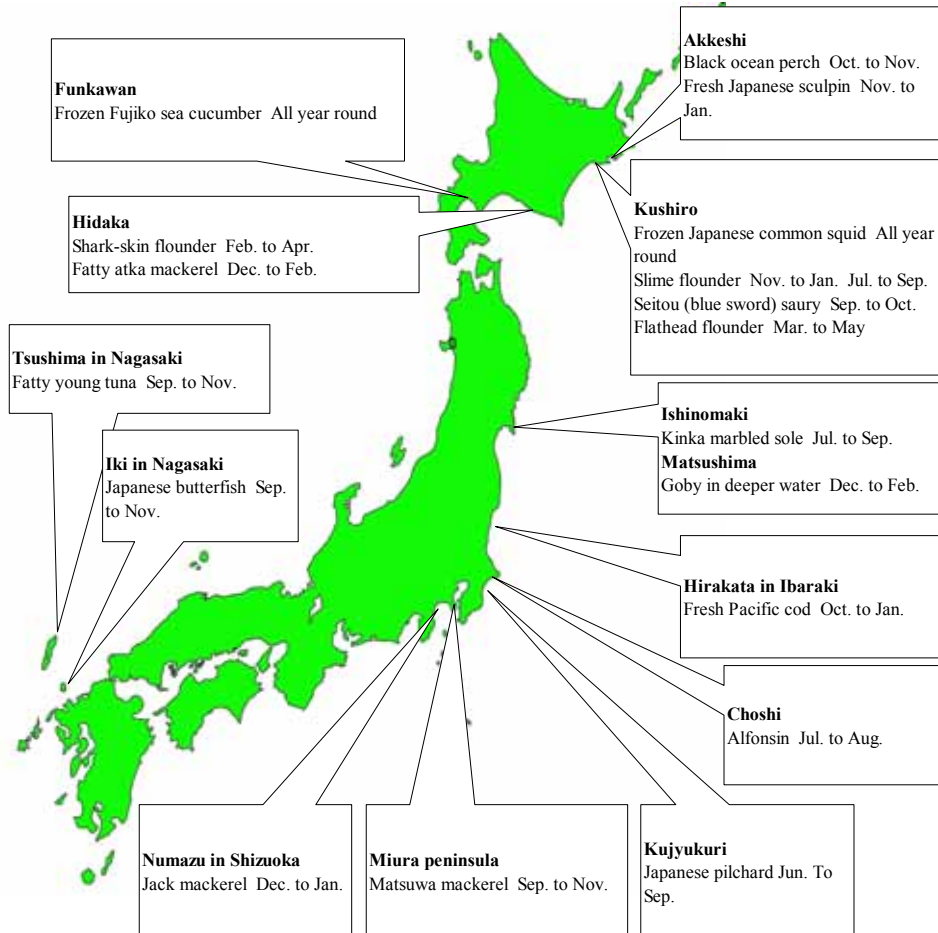 Akkeshi
Black ocean perch Oct. to Nov.
Fresh Japanese sculpin Nov. to
Jan.
Funkawan
Frozen Fujiko sea cucumber All year round
Kushiro
Frozen Japanese common squid All year
round
Slime flounder Nov. to Jan. Jul. to Sep.
Seitou (blue sword) saury Sep. to Oct.
Flathead flounder Mar. to May
Hidaka
Shark-skin flounder Feb. to Apr.
Fatty atka mackerel Dec. to Feb.
Tsushima in Nagasaki
Fatty young tuna Sep. to Nov.
Ishinomaki
Kinka marbled sole Jul. to Sep.
Matsushima
Goby in deeper water Dec. to Feb.
Iki in Nagasaki
Japanese butterfish Sep.
to Nov.
Hirakata in Ibaraki
Fresh Pacific cod Oct. to Jan.
Choshi
Alfonsin Jul. to Aug.
Numazu in Shizuoka
Jack mackerel Dec. to Jan.
Miura peninsula
Matsuwa mackerel Sep. to Nov.
Kujyukuri
Japanese pilchard Jun. To
Sep.